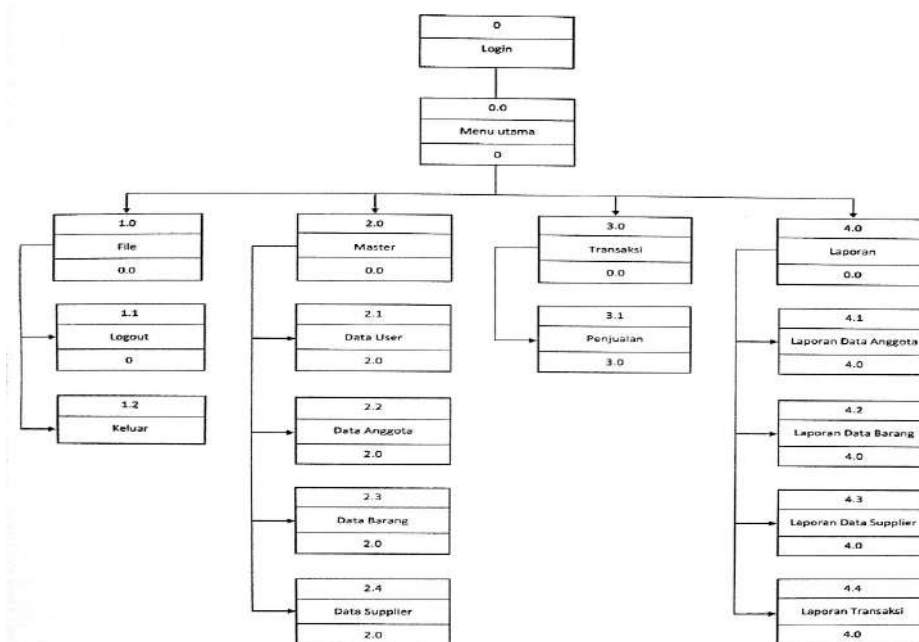 0
Login
0.0
Menu utama
0
1.0
File
0.0
1.1
Logout
0
1.2
Keluar
2.0
Master
0.0
2.1
Data User
2.0
2.2
Data Anggota
2.0
2.3
Data Barang
2.0
2.4
Data Supplier
2.0
3.0
Transaksi
0.0
3.1
Penjualan
3.0
4.0
Laporan
0.0
4.1
Laporan Data Anggota
4.0
4.2
Laporan Data Barang
4.0
4.3
Laporan Data Supplier
4.0
4.4
Laporan Transaksi
4.0